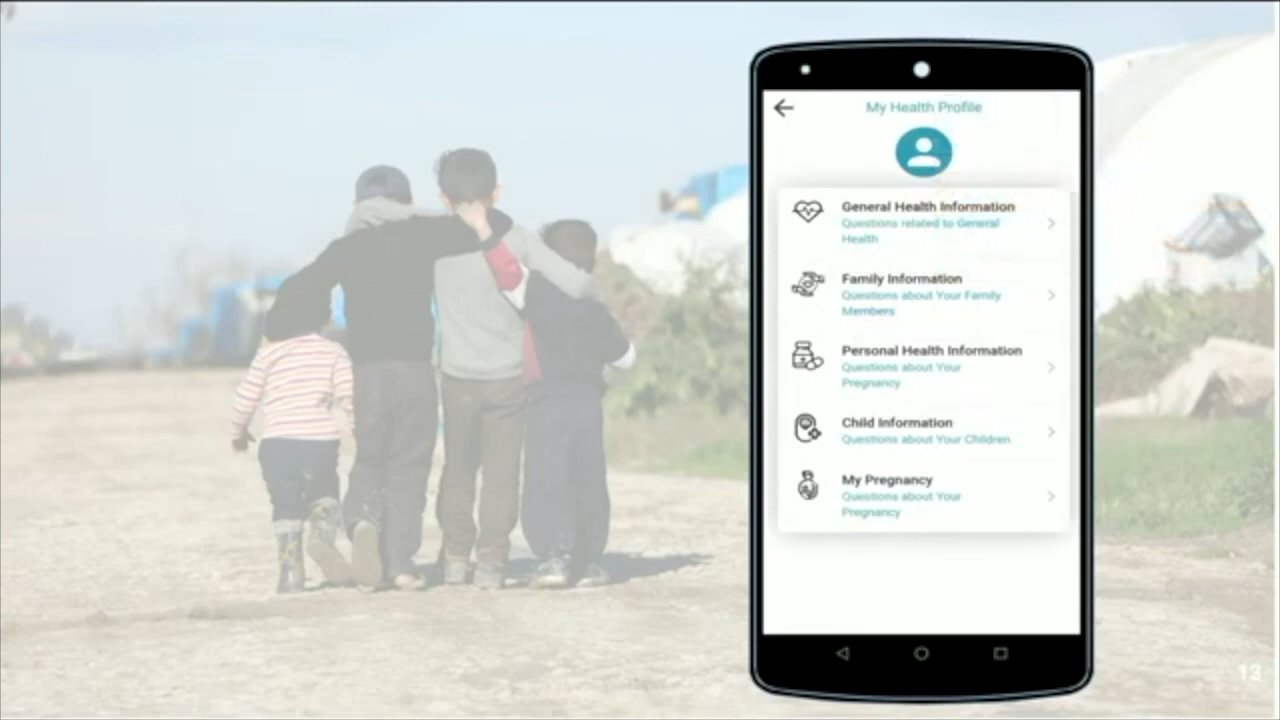 My Health Profile
General Health Information
Questions related to General
Health
Family Information
Questions about Your Family
Members
Personal Health Information
Questions about Your
Pregnancy
Child Information
Questions about Your Children
My Pregnancy
Questions about Your
Pregnancy
13